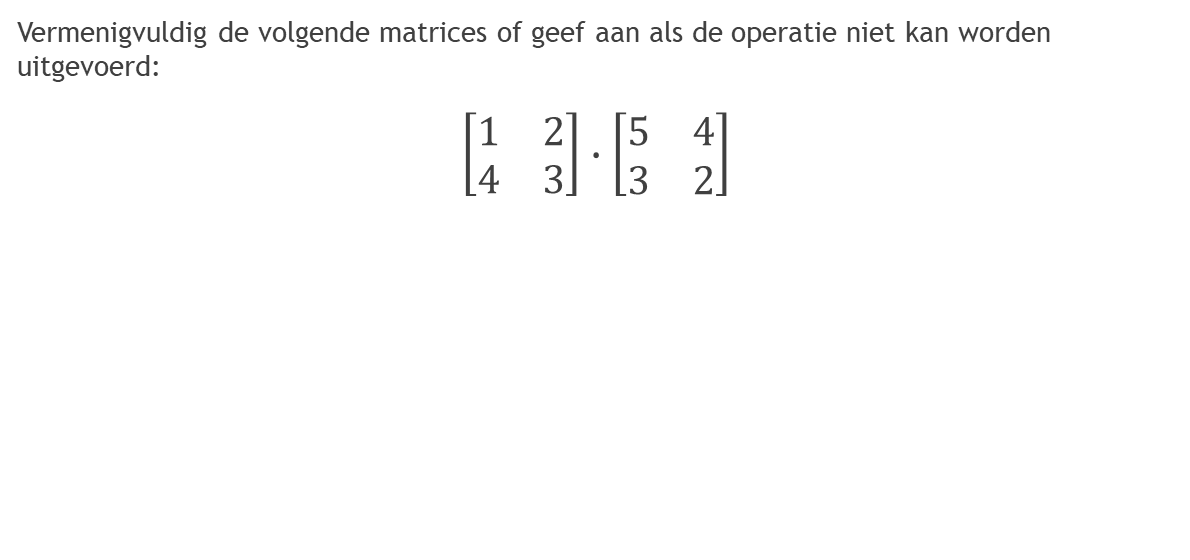 Vermenigvuldig de volgende matrices of geef aan als de operatie niet kan worden
uitgevoerd:
[1 2] . [5 4]
[4 3] [3 2]